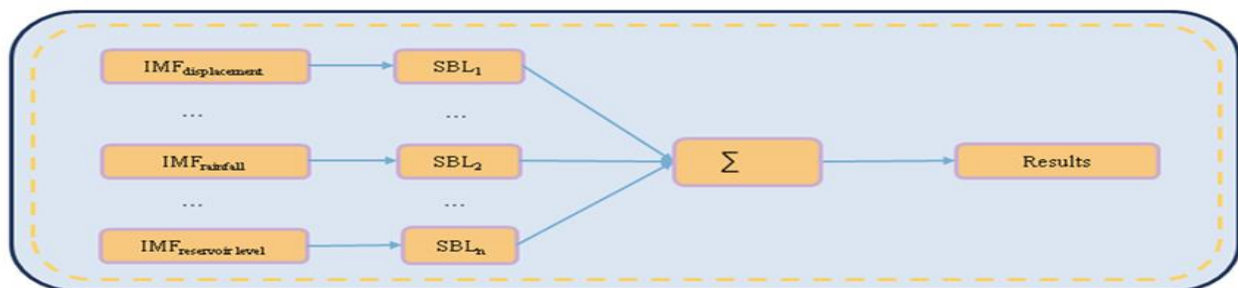 IMFdisplacement SBL1
... ...
IMFrainfall SBL2 Σ Results
... ...
IMFreservoir level SBLn